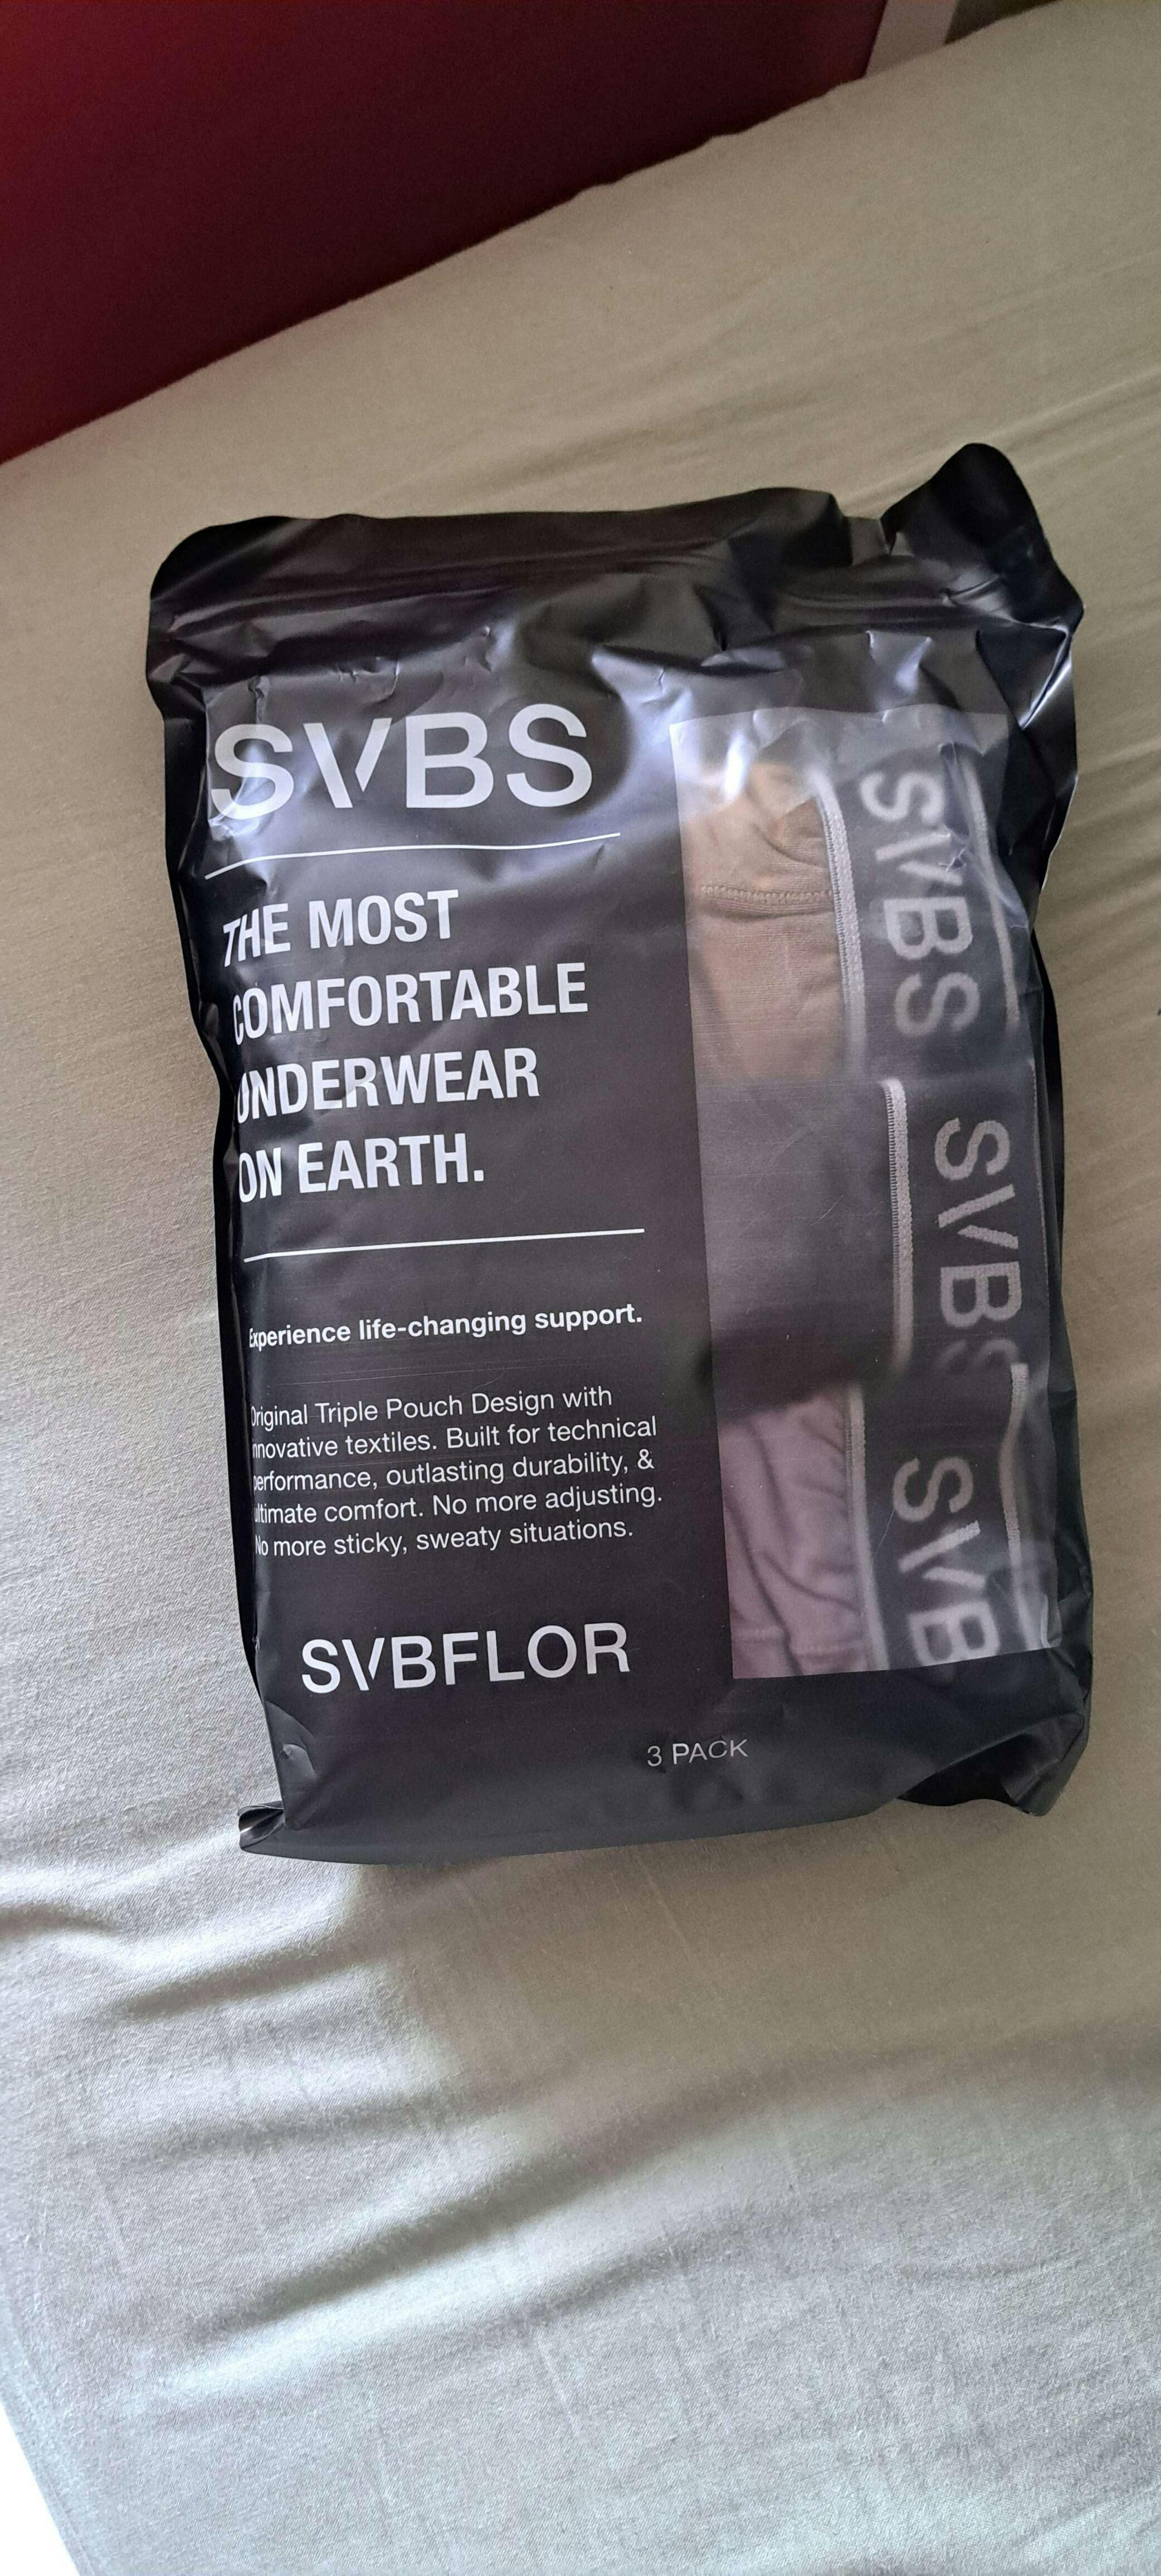 SVBS
THE MOST
COMFORTABLE
UNDERWEAR
ON EARTH.
Experience life-changing support.
Original Triple Pouch Design with
innovative textiles. Built for technical
performance, outlasting durability, &
ultimate comfort. No more adjusting.
No more sticky, sweaty situations.
SVBFLOR
3 PACK
SVBS
SVBS
SVB